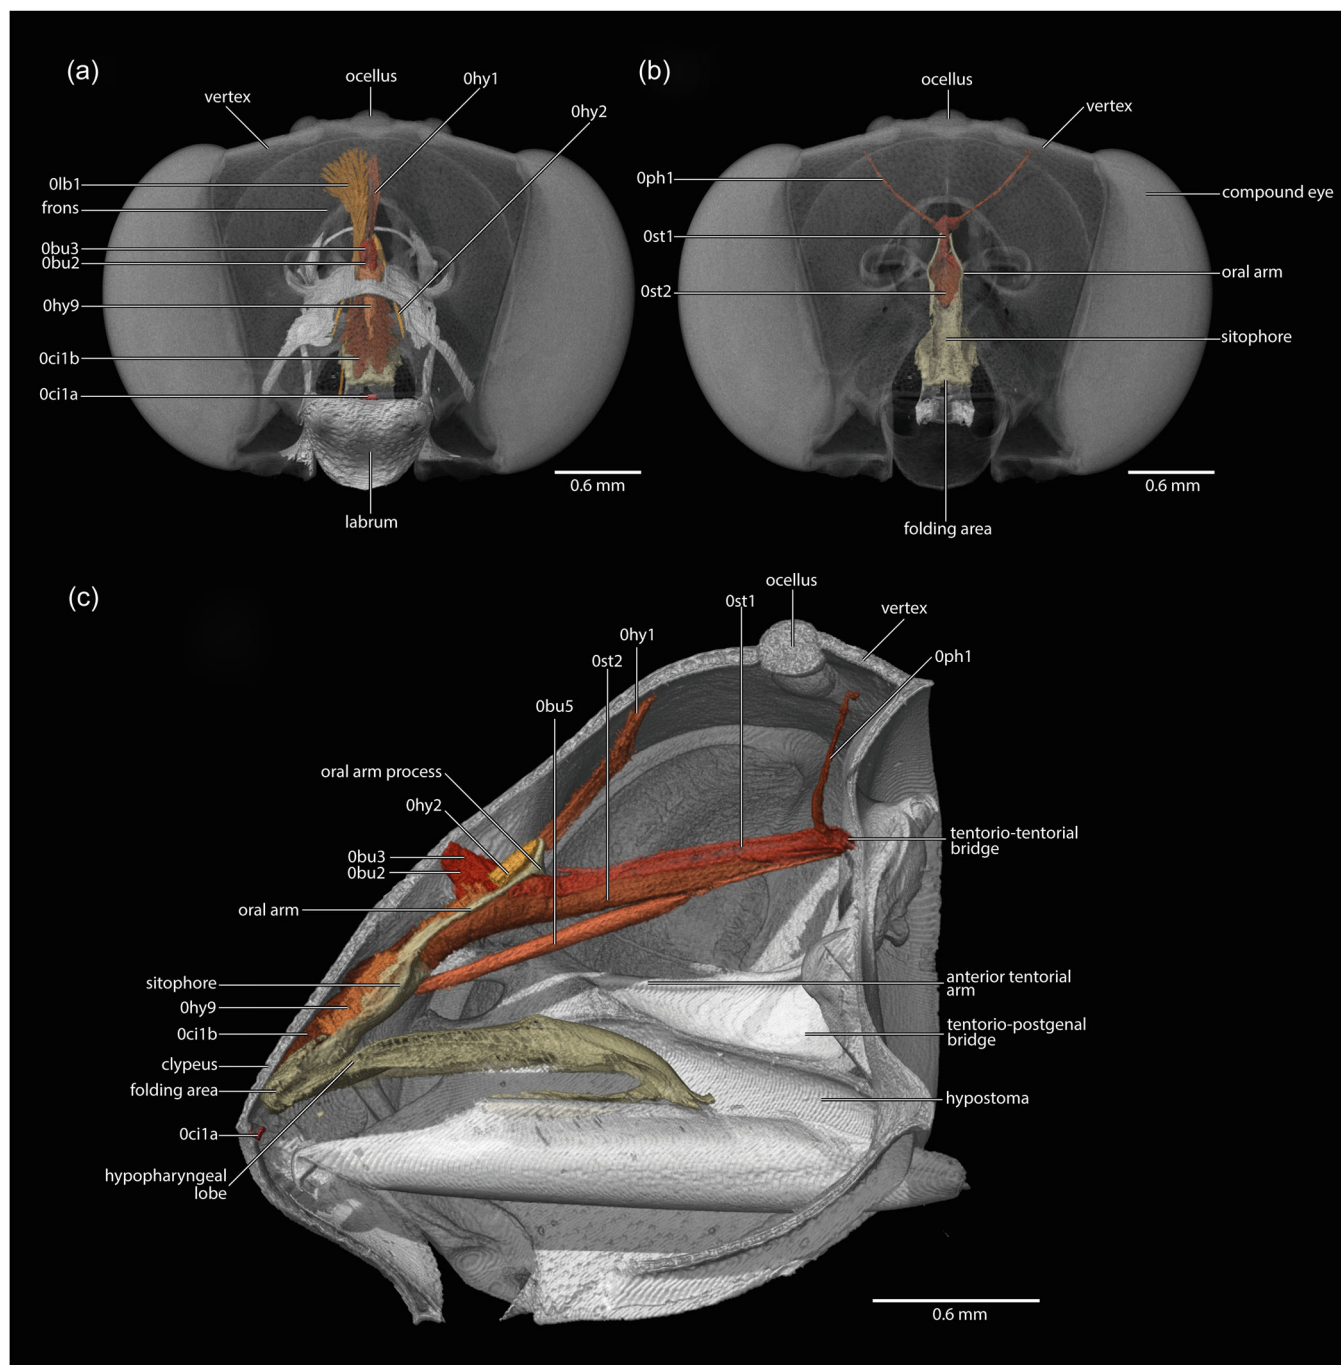 (a)
ocellus
0hy1
vertex
0hy2
0lb1
frons
0bu3
0bu2
0hy9
0ci1b
0ci1a
0.6 mm
labrum
(b)
ocellus
vertex
0ph1
compound eye
0st1
oral arm
0st2
sitophore
0.6 mm
folding area
(c)
ocellus
0st1
vertex
0hy1
0ph1
0st2
0bu5
oral arm process
0hy2
tentorio-tentorial
bridge
0bu3
0bu2
oral arm
anterior tentorial
arm
sitophore
0hy9
tentorio-postgenal
bridge
0ci1b
clypeus
folding area
hypostoma
0ci1a
hypopharyngeal
lobe
0.6 mm